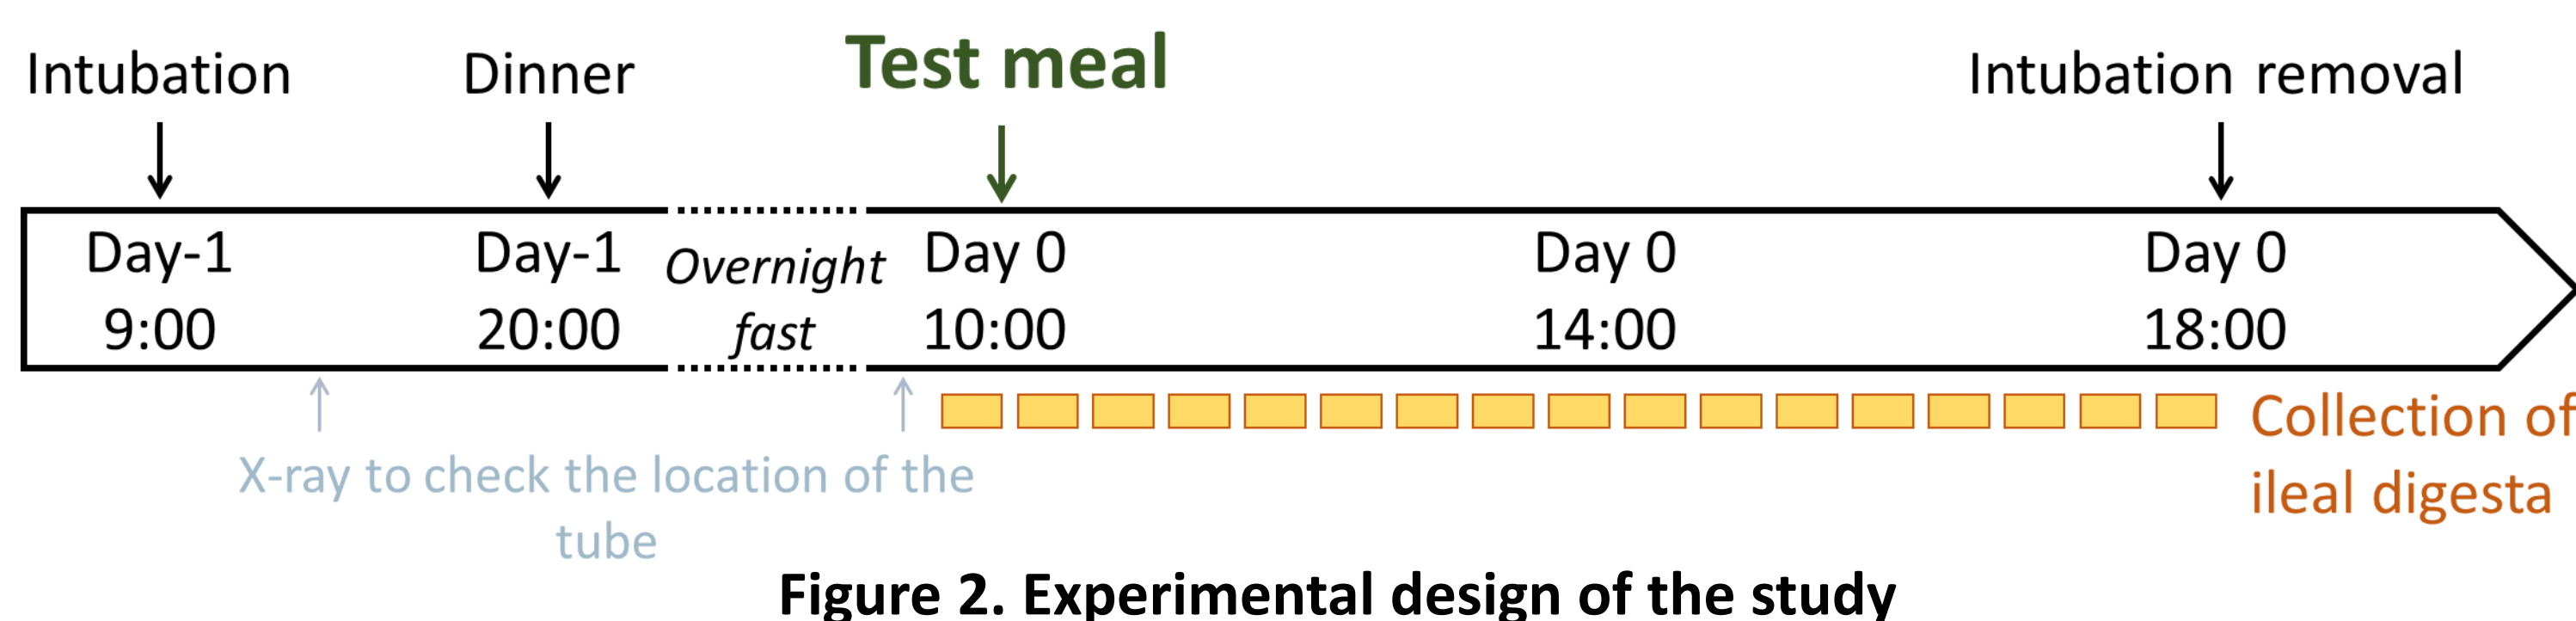 Intubation
Dinner
Test meal
Intubation removal
Day-1
9:00
Day-1
20:00
Overnight
fast
Day 0
10:00
Day 0
14:00
Day 0
18:00
X-ray to check the location of the
tube
Collection of
ileal digesta
Figure 2. Experimental design of the study